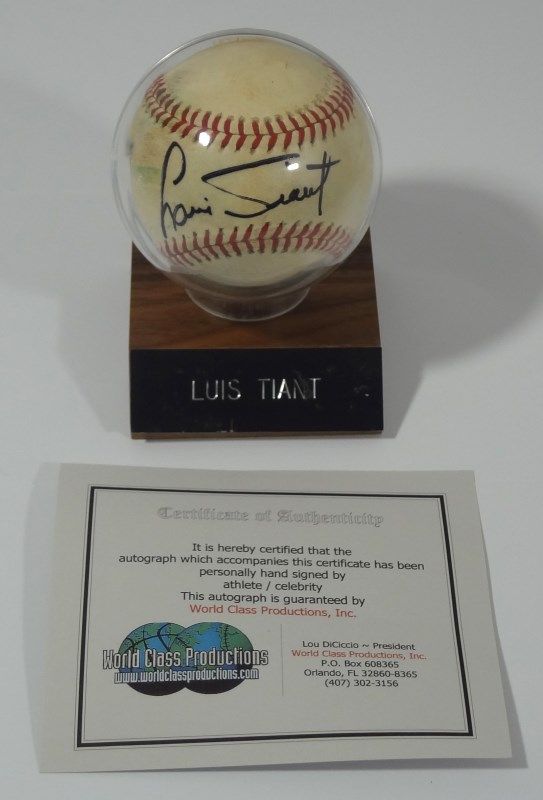 Luis Tiant
LUIS TIANT
Certificate of Authenticity
It is hereby certified that the
autograph which accompanies this certificate has been
personally hand signed by
athlete / celebrity
This autograph is guaranteed by
World Class Productions, Inc.
World Class Productions
www.worldclassproductions.com
Lou DiCiccio ~ President
World Class Productions, Inc.
P.O. Box 608365
Orlando, FL 32860-8365
(407) 302-3156